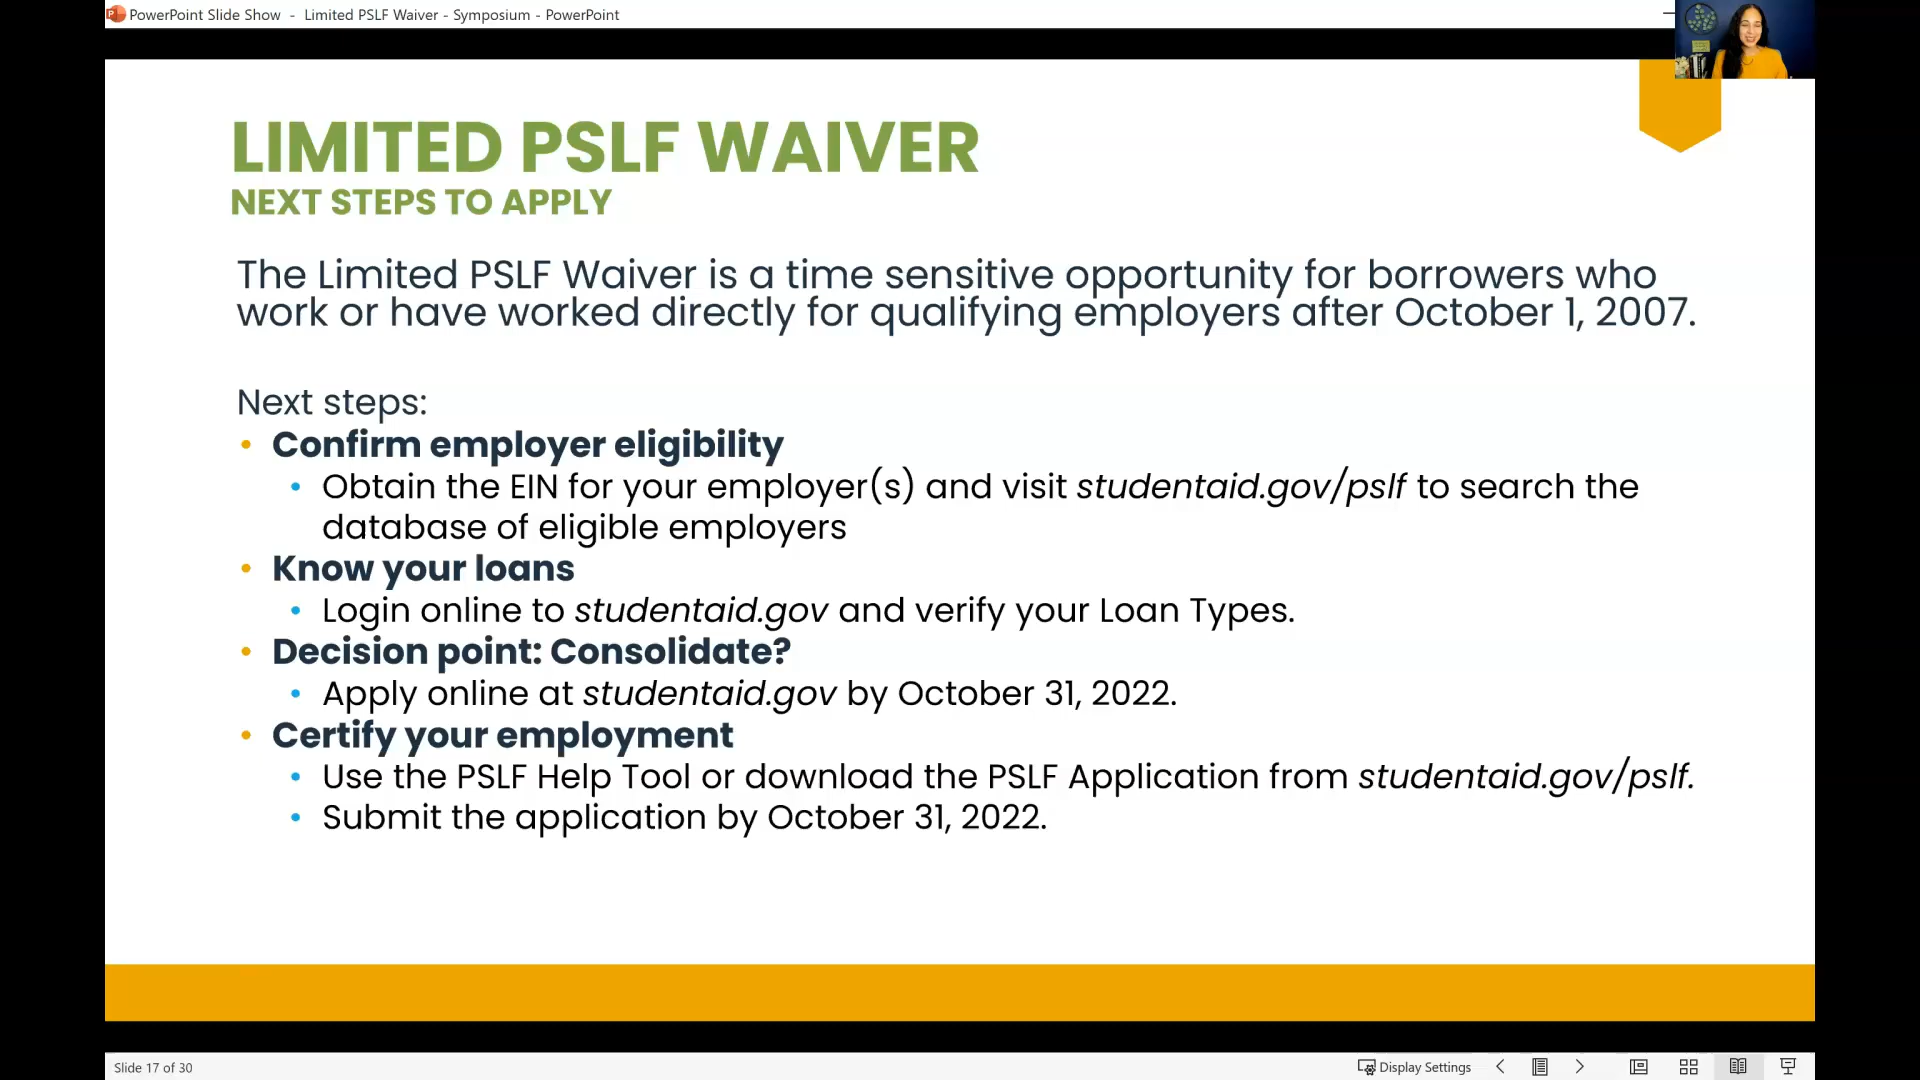 PowerPoint Slide Show - Limited PSLF Waiver - Symposium - PowerPoint
LIMITED PSLF WAIVER
NEXT STEPS TO APPLY
The Limited PSLF Waiver is a time sensitive opportunity for borrowers who
work or have worked directly for qualifying employers after October 1, 2007.
Next steps:
• Confirm employer eligibility
• Obtain the EIN for your employer(s) and visit studentaid.gov/pslf to search the
database of eligible employers
• Know your loans
• Login online to studentaid.gov and verify your Loan Types.
• Decision point: Consolidate?
• Apply online at studentaid.gov by October 31, 2022.
• Certify your employment
• Use the PSLF Help Tool or download the PSLF Application from studentaid.gov/pslf.
• Submit the application by October 31, 2022.
Slide 17 of 30
Display Settings